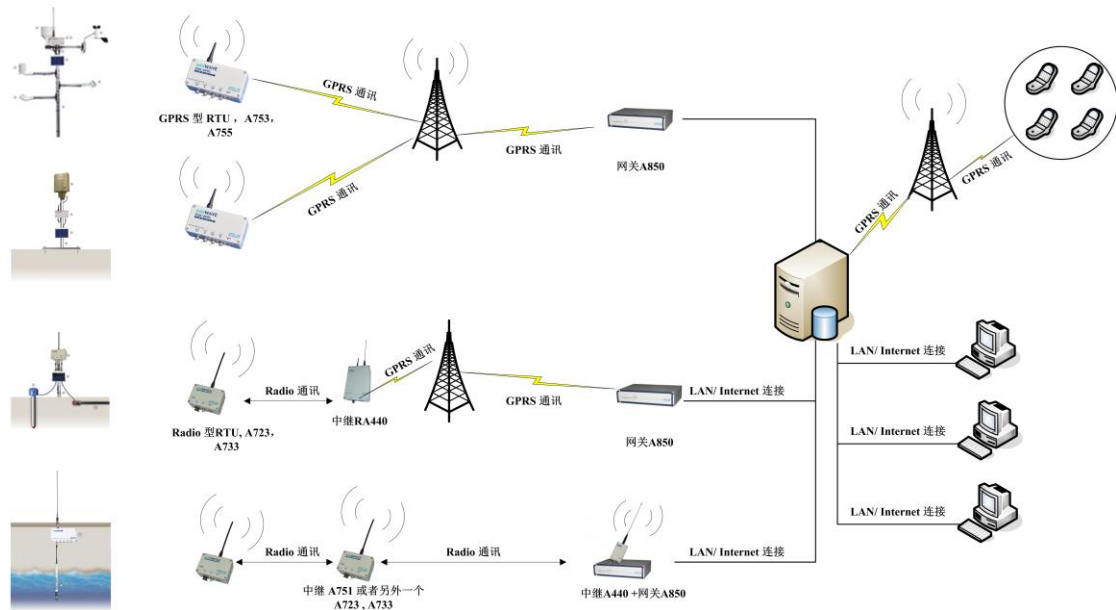 GPRS 通讯
GPRS 型 RTU ，A753，
A755
GPRS 通讯
网关A850
GPRS 通讯
GPRS 通讯
GPRS 通讯
LAN/ Internet 连接
Radio 通讯
GPRS 通讯
中继RA440
Radio 型RTU, A723，
A733
GPRS 通讯
LAN/ Internet 连接
网关A850
LAN/ Internet 连接
LAN/ Internet 连接
Radio 通讯
Radio 通讯
LAN/ Internet 连接
中继 A751 或者另外一个
A723 , A733
中继A440 +网关A850